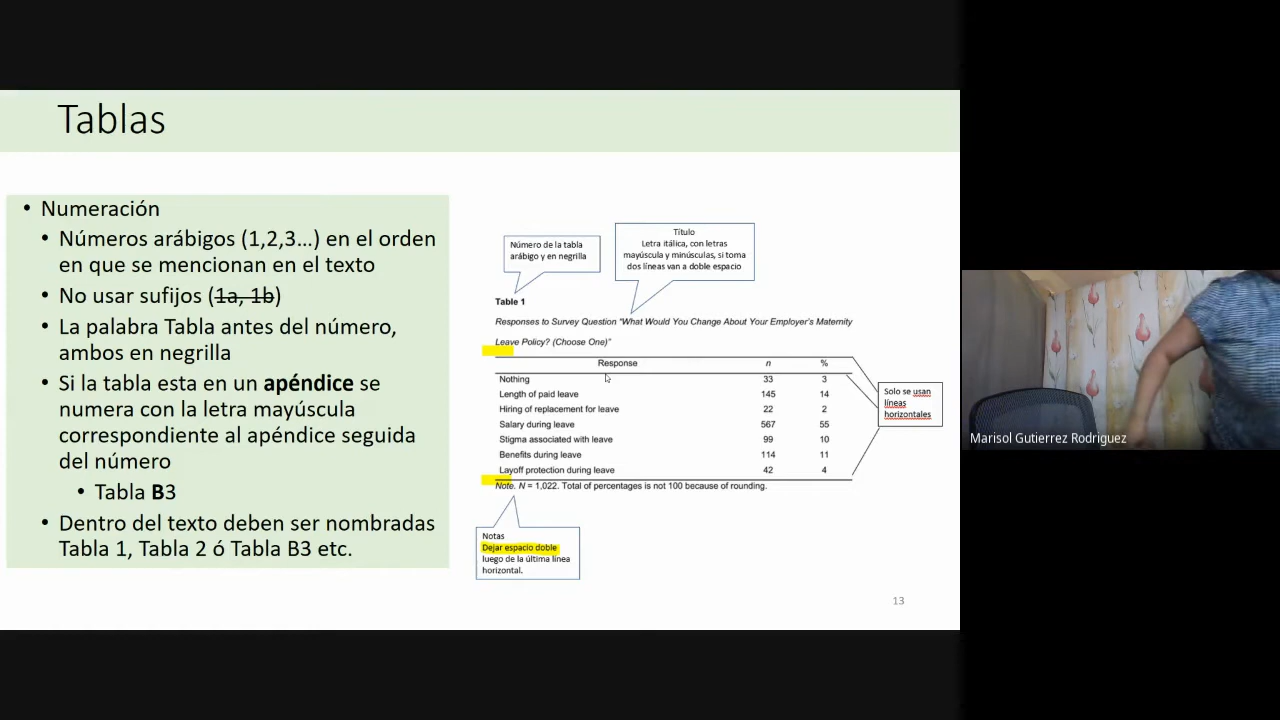 Tablas
• Numeración
• Números arábigos (1,2,3…) en el orden
en que se mencionan en el texto
• No usar sufijos (1a, 1b)
• La palabra Tabla antes del número,
ambos en negrilla
• Si la tabla esta en un apéndice se
numera con la letra mayúscula
correspondiente al apéndice seguida
del número
• Tabla B3
• Dentro del texto deben ser nombradas
Tabla 1, Tabla 2 ó Tabla B3 etc.
Número de la tabla
arábigo y en negrilla
Título
Letra itálica, con letras
mayúscula y minúsculas, si toma
dos líneas van a doble espacio
Table 1
Responses to Survey Question "What Would You Change About Your Employer's Maternity
Leave Policy? (Choose One)"
Response n %
Nothing 33 3
Length of paid leave 145 14
Hiring of replacement for leave 22 2
Salary during leave 567 55
Stigma associated with leave 99 10
Benefits during leave 114 11
Layoff protection during leave 42 4
Note. N = 1,022. Total of percentages is not 100 because of rounding.
Solo se usan
líneas
horizontales
Notas
Dejar espacio doble
luego de la última línea
horizontal.
13
Marisol Gutierrez Rodriguez